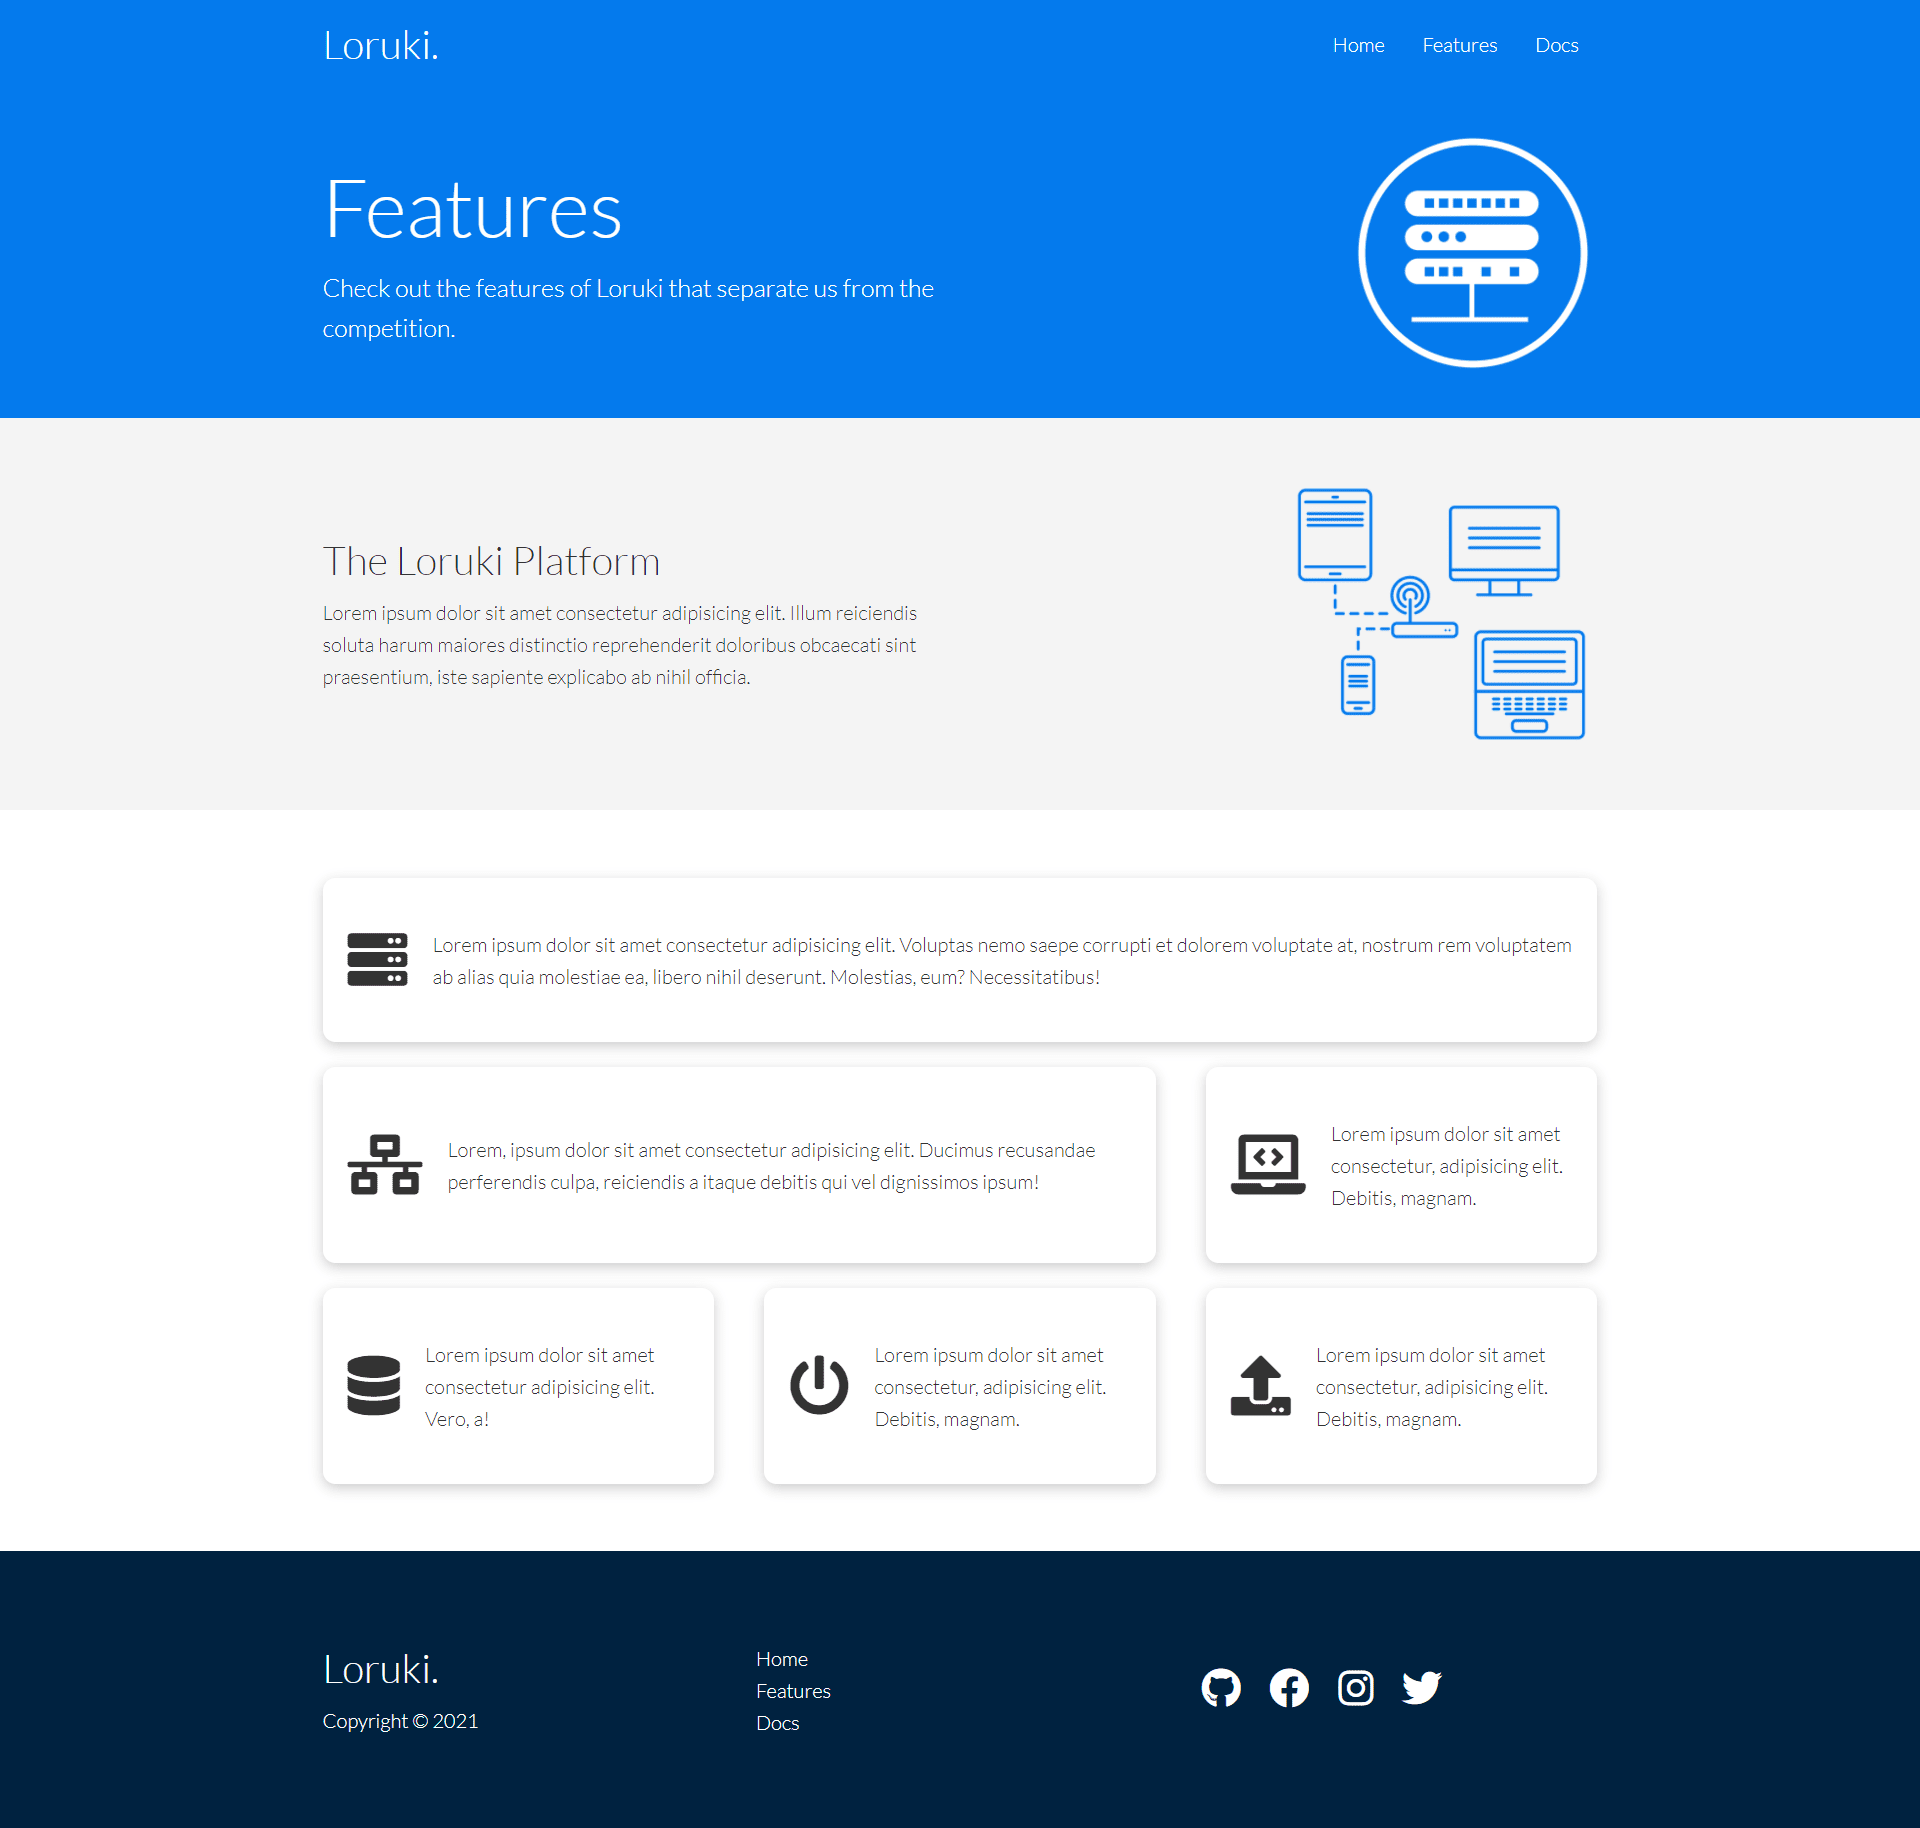 Loruki.
Home Features Docs
Features
Check out the features of Loruki that separate us from the
competition.
The Loruki Platform
Lorem ipsum dolor sit amet consectetur adipisicing elit. Illum reiciendis
soluta harum maiores distinctio reprehenderit doloribus obcaecati sint
praesentium, iste sapiente explicabo ab nihil officia.
Lorem ipsum dolor sit amet consectetur adipisicing elit. Voluptas nemo saepe corrupti et dolorem voluptate at, nostrum rem voluptatem
ab alias quia molestiae ea, libero nihil deserunt. Molestias, eum? Necessitatibus!
Lorem, ipsum dolor sit amet consectetur adipisicing elit. Ducimus recusandae
perferendis culpa, reiciendis a itaque debitis qui vel dignissimos ipsum!
Lorem ipsum dolor sit amet
consectetur, adipisicing elit.
Debitis, magnam.
Lorem ipsum dolor sit amet
consectetur adipisicing elit.
Vero, a!
Lorem ipsum dolor sit amet
consectetur, adipisicing elit.
Debitis, magnam.
Lorem ipsum dolor sit amet
consectetur, adipisicing elit.
Debitis, magnam.
Loruki.
Copyright © 2021
Home
Features
Docs